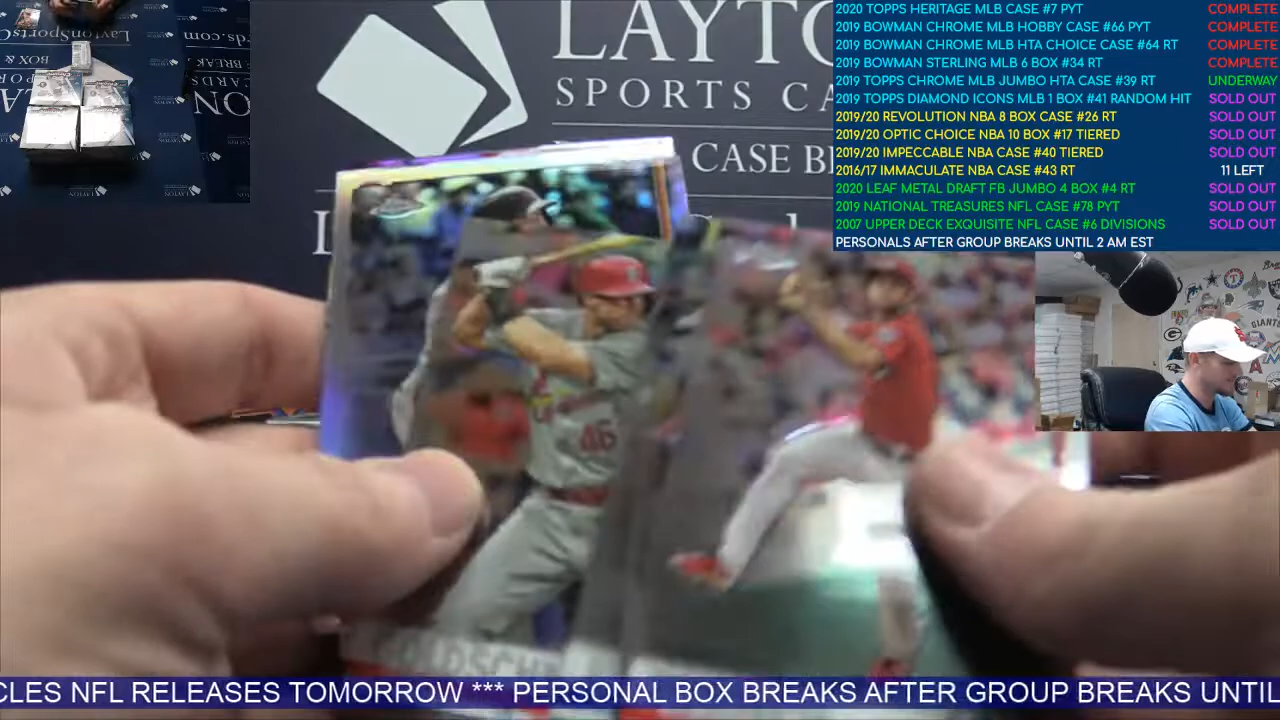 LAYTO
SPORTS CA
CASE B
2020 TOPPS HERITAGE MLB CASE #7 PYT COMPLETE
2019 BOWMAN CHROME MLB HOBBY CASE #66 PYT COMPLETE
2019 BOWMAN CHROME MLB HTA CHOICE CASE #64 RT COMPLETE
2019 BOWMAN STERLING MLB 6 BOX #34 RT COMPLETE
2019 TOPPS CHROME MLB JUMBO HTA CASE #39 RT UNDERWAY
2019 TOPPS DIAMOND ICONS MLB 1 BOX #41 RANDOM HIT SOLD OUT
2019/20 REVOLUTION NBA 8 BOX CASE #26 RT SOLD OUT
2019/20 OPTIC CHOICE NBA 10 BOX #17 TIERED SOLD OUT
2019/20 IMPECCABLE NBA CASE #40 TIERED SOLD OUT
2016/17 IMMACULATE NBA CASE #43 RT 11 LEFT
2020 LEAF METAL DRAFT FB JUMBO 4 BOX #4 RT SOLD OUT
2019 NATIONAL TREASURES NFL CASE #78 PYT SOLD OUT
2007 UPPER DECK EXQUISITE NFL CASE #6 DIVISIONS SOLD OUT
PERSONALS AFTER GROUP BREAKS UNTIL 2 AM EST
46
GOLDSCH
CLES NFL RELEASES TOMORROW *** PERSONAL BOX BREAKS AFTER GROUP BREAKS UNTIL